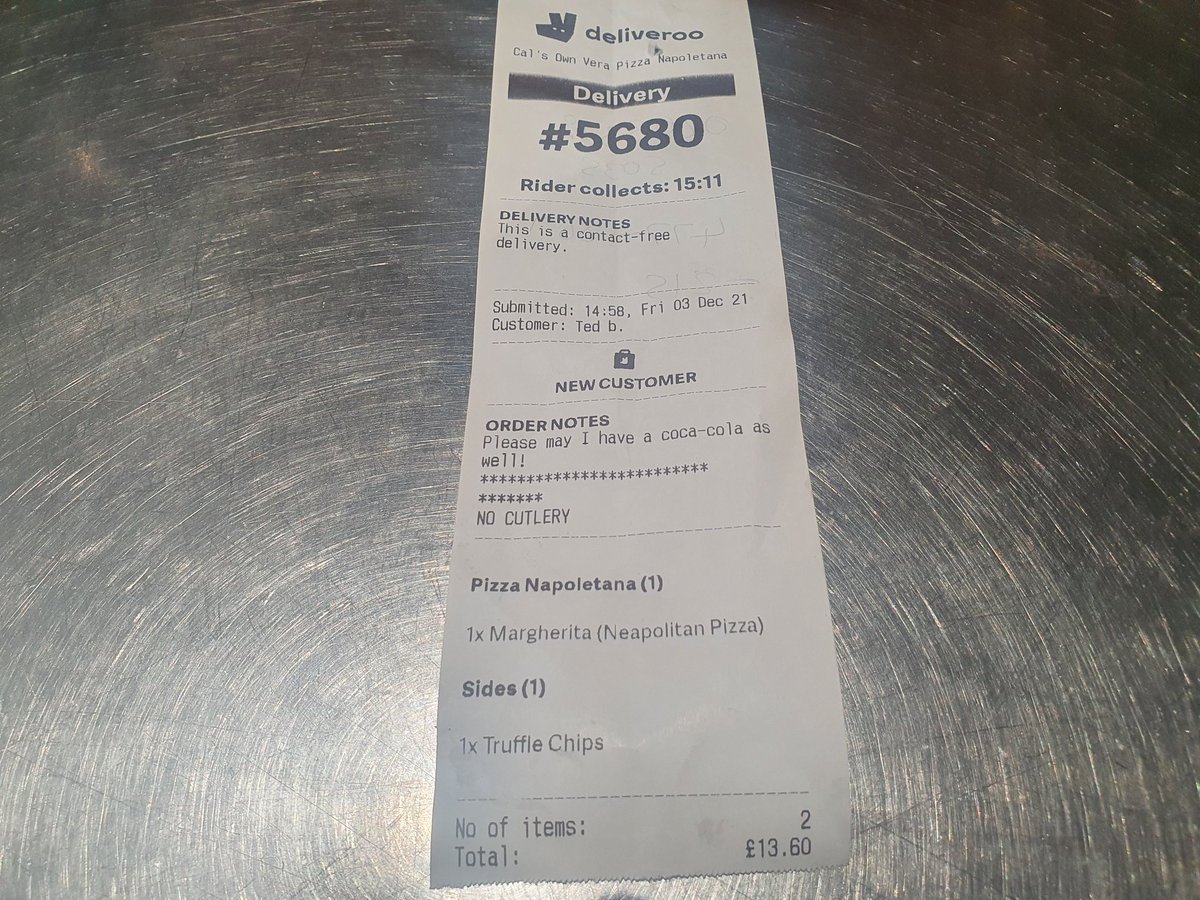 deliveroo
Cal's Own Vera Pizza Napoletana
Delivery
#5680
Rider collects: 15:11
DELIVERY NOTES
This is a contact-free
delivery.
Submitted: 14:58, Fri 03 Dec 21
Customer: Ted b.
NEW CUSTOMER
ORDER NOTES
Please may I have a coca-cola as
well!
*************************
*******
NO CUTLERY
Pizza Napoletana (1)
1x Margherita (Neapolitan Pizza)
Sides (1)
1x Truffle Chips
No of items: 2
Total: £13.60